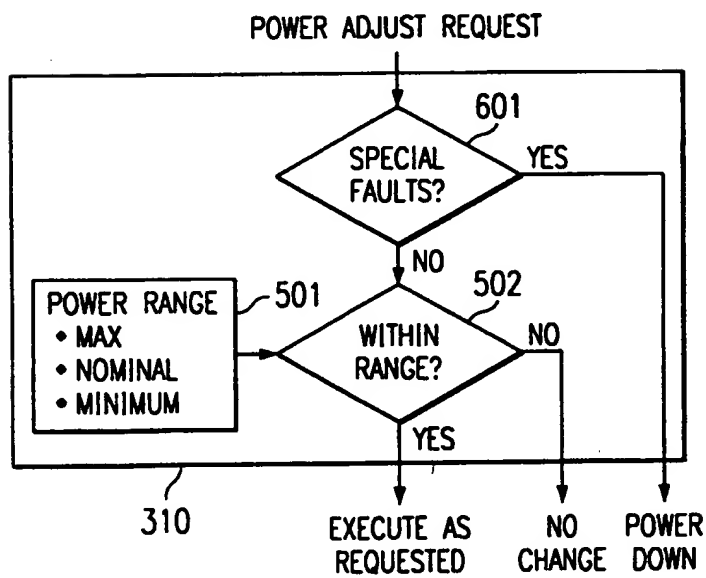 POWER ADJUST REQUEST
601
SPECIAL
FAULTS?
YES
NO
POWER RANGE
• MAX
• NOMINAL
• MINIMUM
501
502
WITHIN
RANGE?
NO
YES
310
EXECUTE AS
REQUESTED
NO
CHANGE
POWER
DOWN